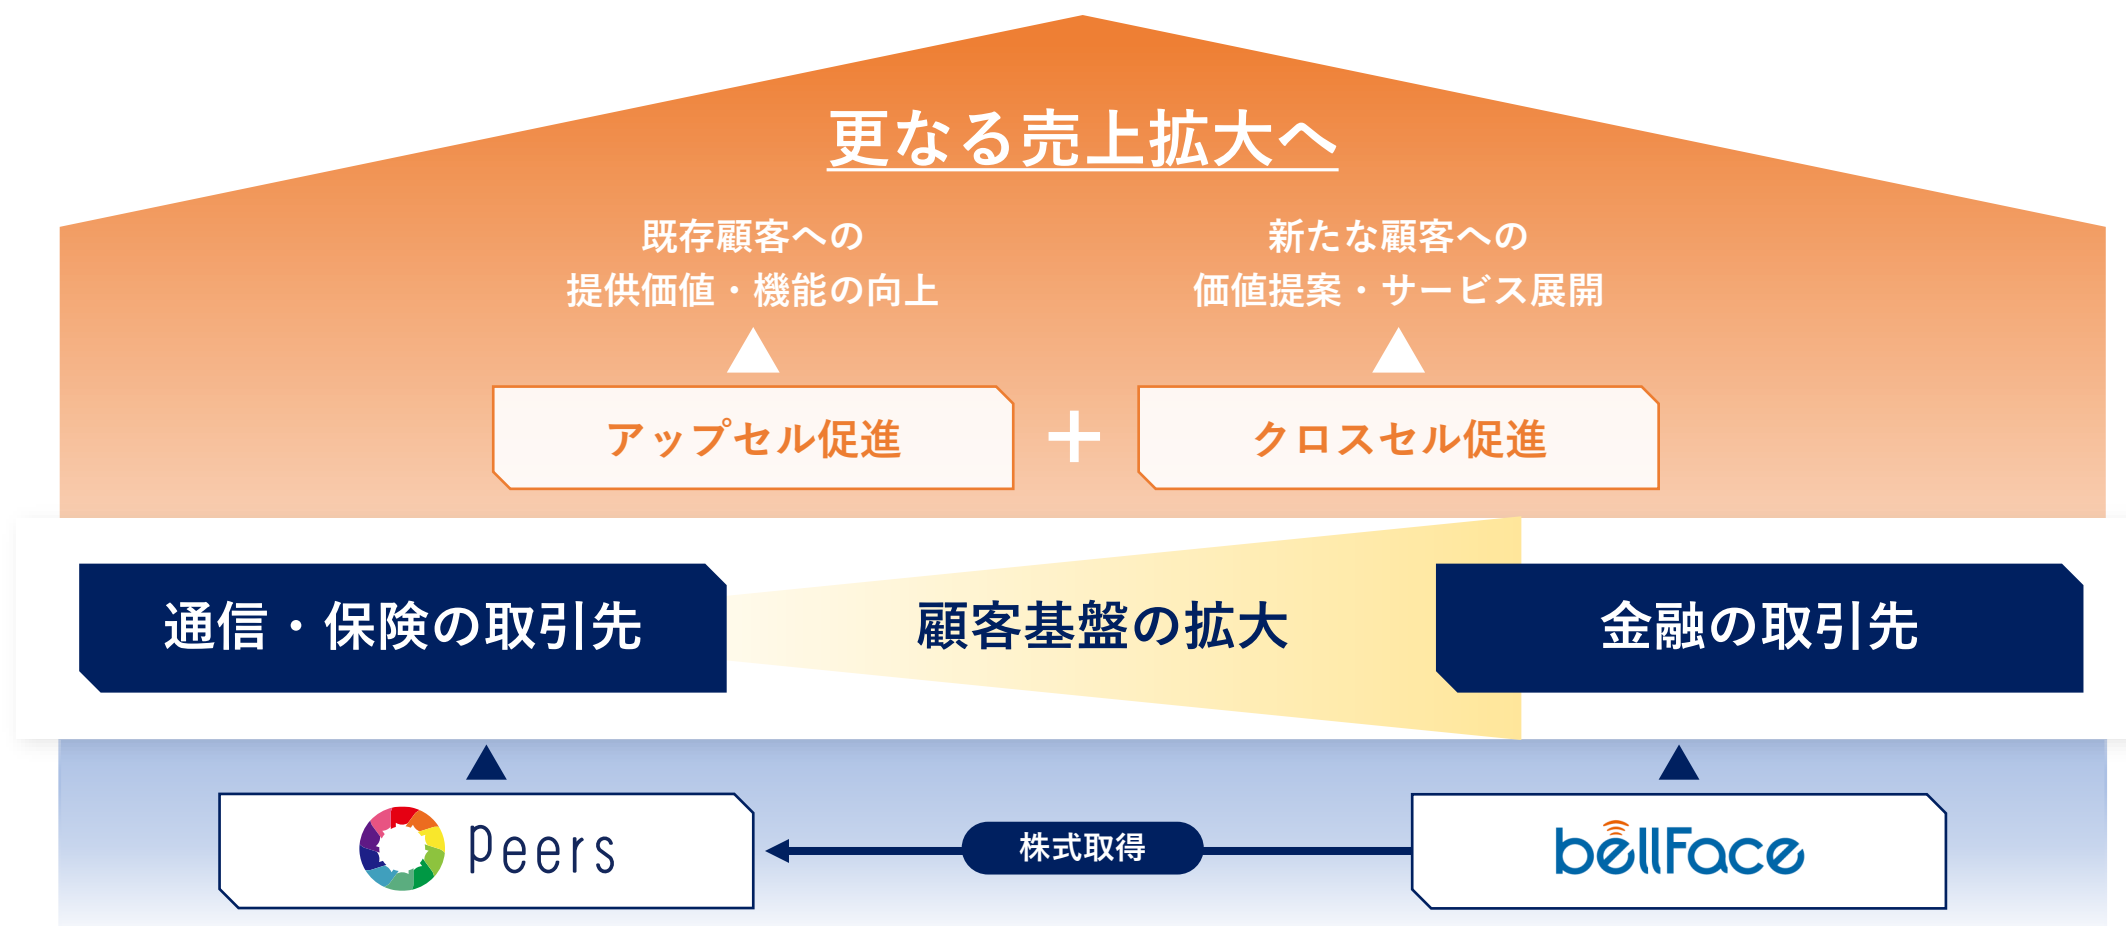 更なる売上拡大へ
既存顧客への
提供価値・機能の向上
新たな顧客への
価値提案・サービス展開
アップセル促進
+
クロスセル促進
通信・保険の取引先
顧客基盤の拡大
金融の取引先
Peers
株式取得
bellFace